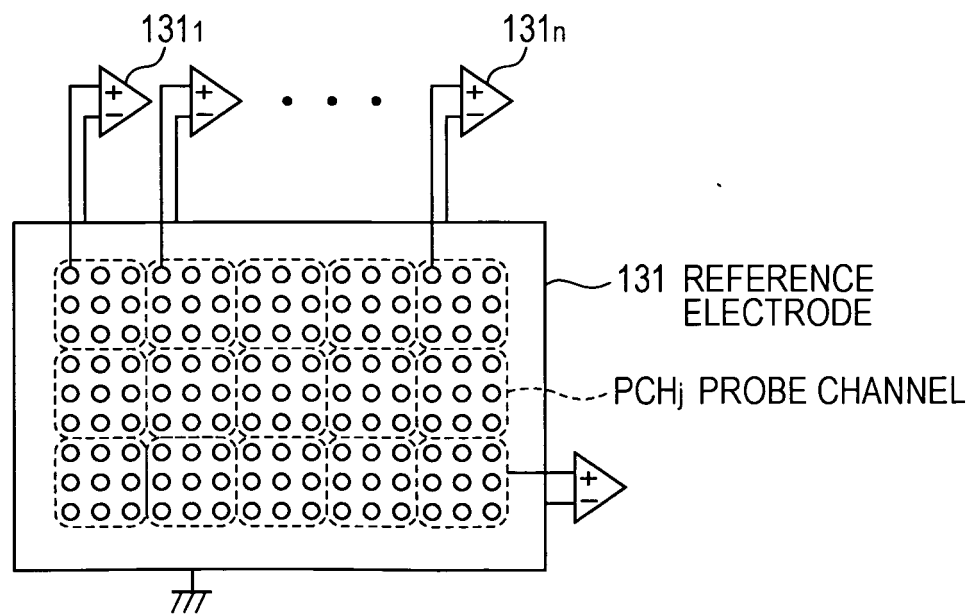 131₁
131n
+
−
+
−
+
−
131 REFERENCE
ELECTRODE
PCHj PROBE CHANNEL
+
−